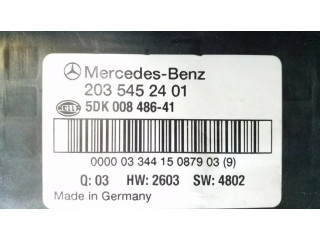 Mercedes-Benz
203 545 24 01
5DK 008 486-41
0000 03 344 15 0879 03 (9)
Q: 03 HW: 2603 SW: 4802
Made in Germany